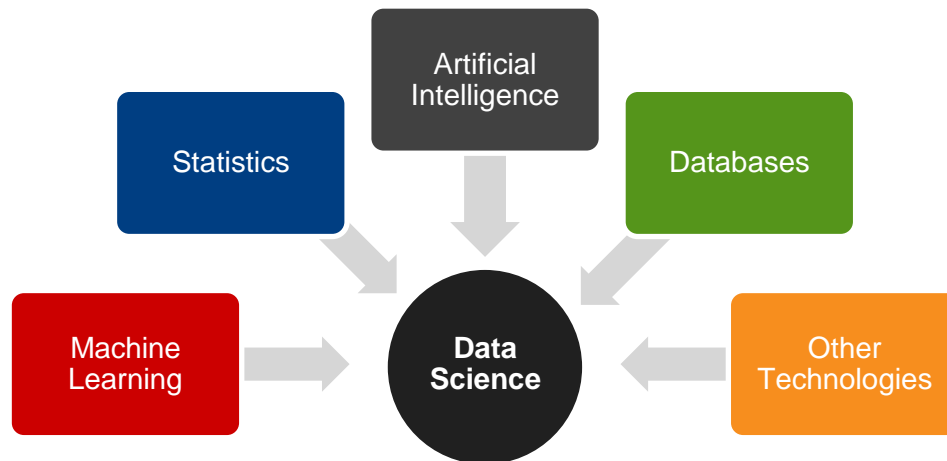 Artificial
Intelligence
Statistics
Databases
Machine
Learning
Data
Science
Other
Technologies